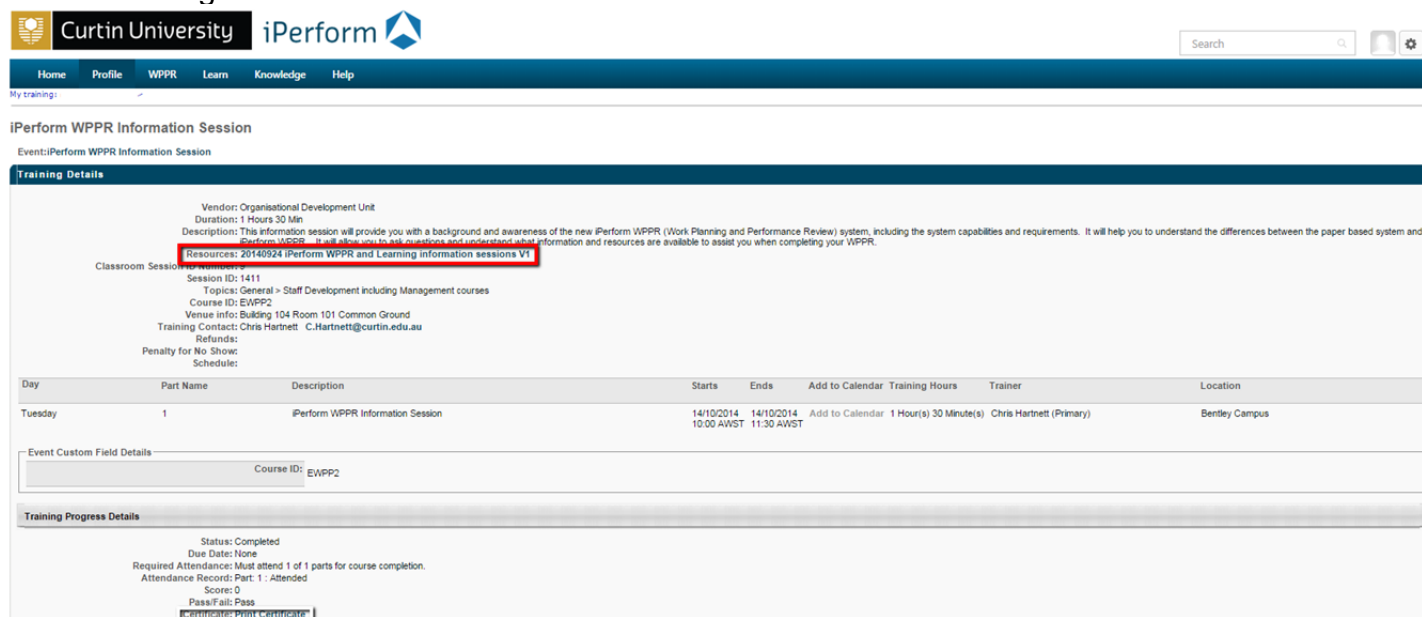 Curtin University iPerform
Search
Home Profile WPPR Learn Knowledge Help
My training:
iPerform WPPR Information Session
Event:iPerform WPPR Information Session
Training Details
Vendor: Organisational Development Unit
Duration: 1 Hours 30 Min
Description: This information session will provide you with a background and awareness of the new iPerform WPPR (Work Planning and Performance Review) system, including the system capabilities and requirements. It will help you to understand the differences between the paper based system and
iPerform WPPR. It will allow you to ask questions and understand what information and resources are available to assist you when completing your WPPR.
Resources: 20140924 iPerform WPPR and Learning information sessions V1
Classroom Session ID Number:
Session ID: 1411
Topics: General > Staff Development including Management courses
Course ID: EWPP2
Venue info: Building 104 Room 101 Common Ground
Training Contact: Chris Hartnett C.Hartnett@curtin.edu.au
Refunds:
Penalty for No Show:
Schedule:
Day Part Name Description Starts Ends Add to Calendar Training Hours Trainer Location
Tuesday 1 iPerform WPPR Information Session 14/10/2014 14/10/2014 Add to Calendar 1 Hour(s) 30 Minute(s) Chris Hartnett (Primary) Bentley Campus
10:00 AWST 11:30 AWST
Event Custom Field Details
Course ID: EWPP2
Training Progress Details
Status: Completed
Due Date: None
Required Attendance: Must attend 1 of 1 parts for course completion.
Attendance Record: Part: 1 : Attended
Score: 0
Pass/Fail: Pass
Certificate: Print Certificate